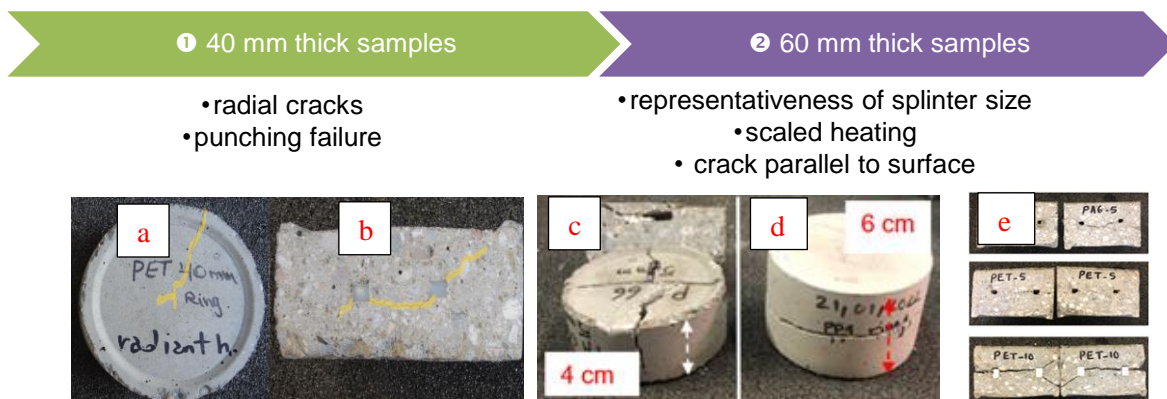 ❶ 40 mm thick samples
❷ 60 mm thick samples
•radial cracks
•punching failure
•representativeness of splinter size
•scaled heating
• crack parallel to surface
a
PET 40mm
Ring
radiant h.
b
c
4 cm
d
6 cm
e
PA6-5
PET-5
PET-5
PET-10
PET-10